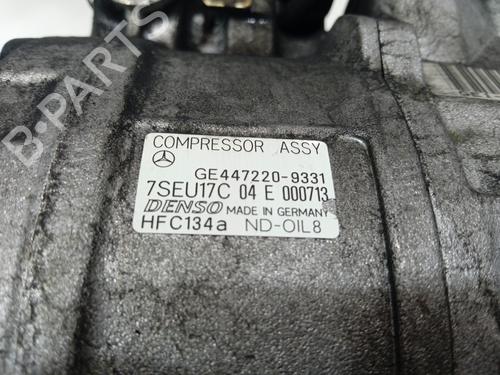 B-PARTS
COMPRESSOR ASSY
GE447220-9331
7SEU17C 04 E 000713
DENSO MADE IN GERMANY
HFC134a ND-OIL8